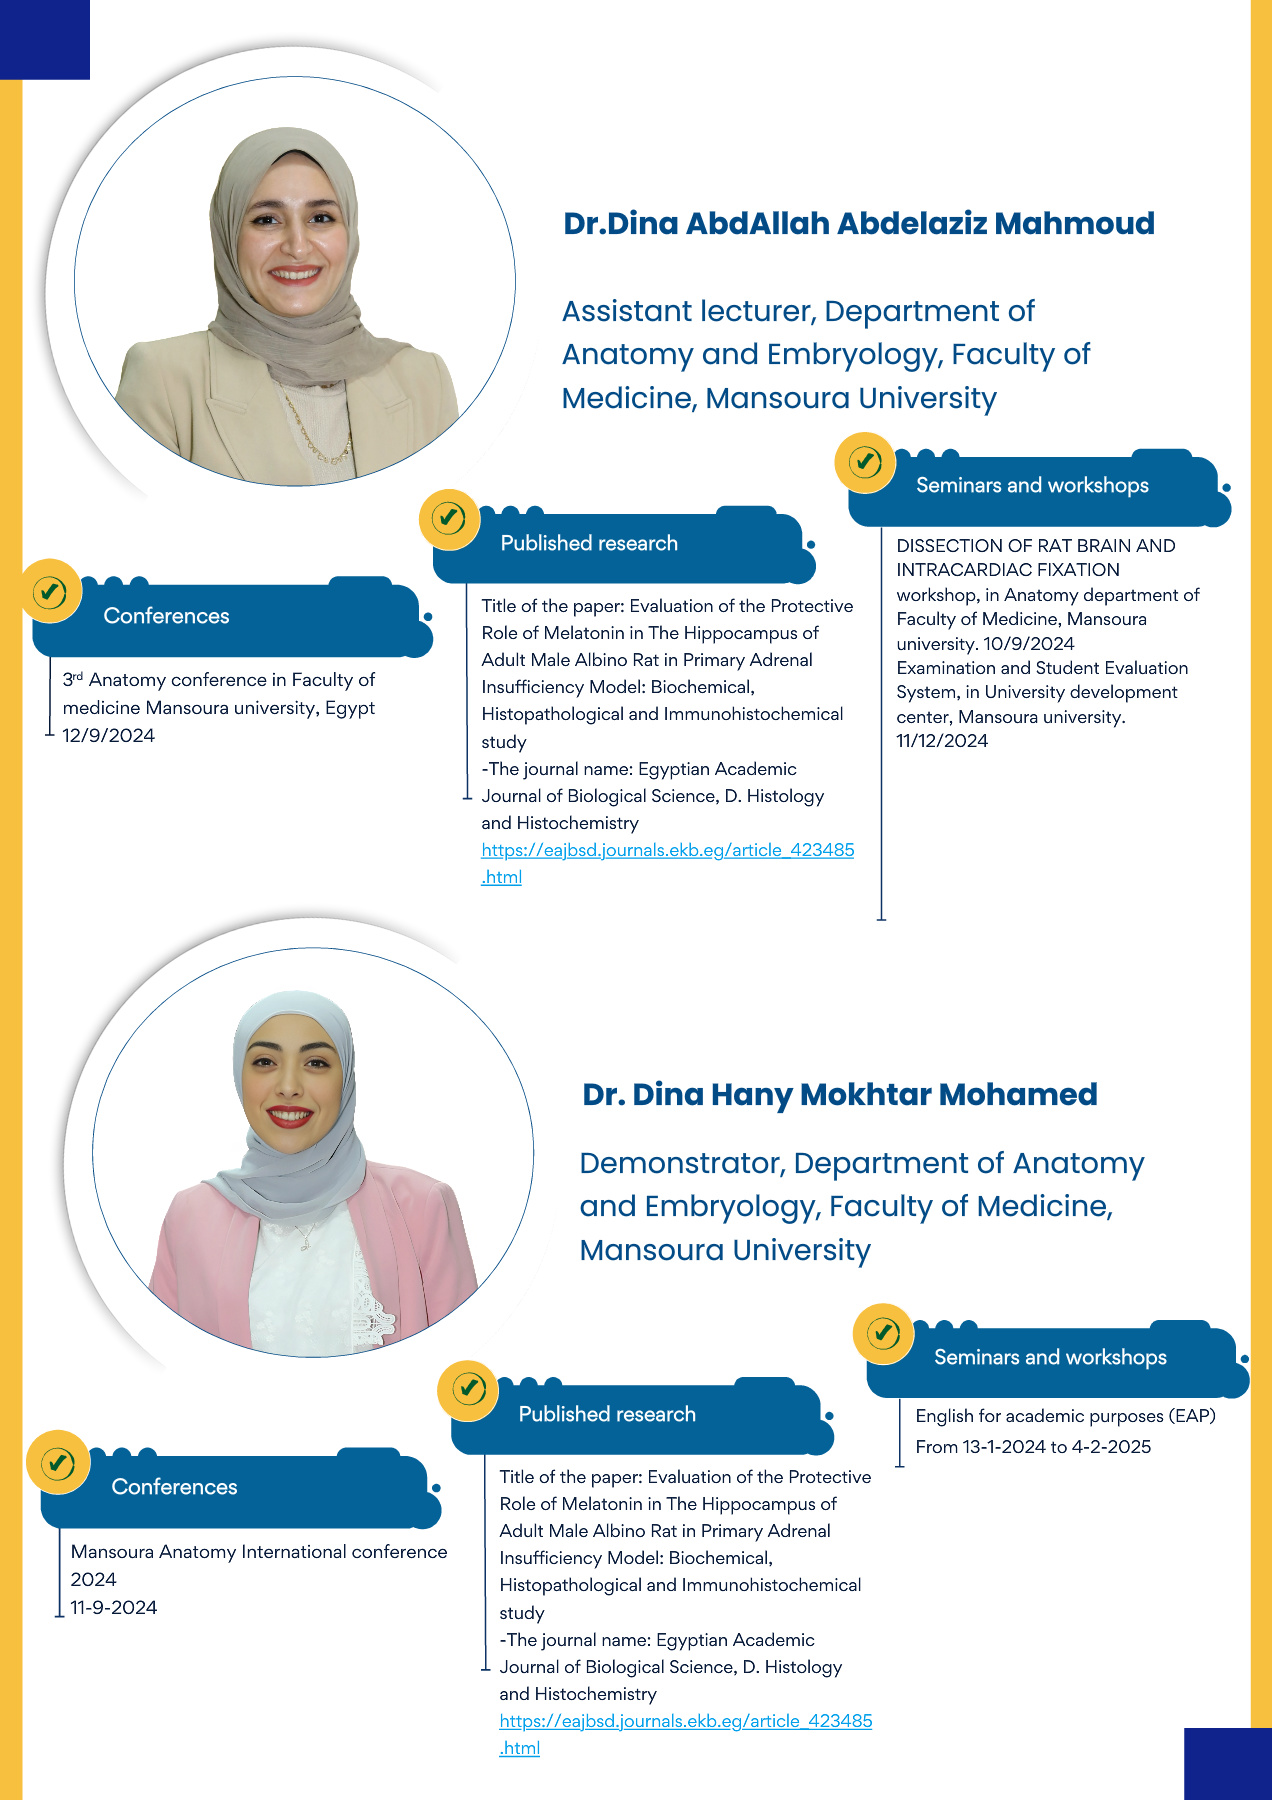 Dr.Dina AbdAllah Abdelaziz Mahmoud
Assistant lecturer, Department of
Anatomy and Embryology, Faculty of
Medicine, Mansoura University
Conferences
3rd Anatomy conference in Faculty of
medicine Mansoura university, Egypt
12/9/2024
Published research
Title of the paper: Evaluation of the Protective
Role of Melatonin in The Hippocampus of
Adult Male Albino Rat in Primary Adrenal
Insufficiency Model: Biochemical,
Histopathological and Immunohistochemical
study
-The journal name: Egyptian Academic
Journal of Biological Science, D. Histology
and Histochemistry
https://eajbsd.journals.ekb.eg/article_423485
.html
Seminars and workshops
DISSECTION OF RAT BRAIN AND
INTRACARDIAC FIXATION
workshop, in Anatomy department of
Faculty of Medicine, Mansoura
university. 10/9/2024
Examination and Student Evaluation
System, in University development
center, Mansoura university.
11/12/2024
Dr. Dina Hany Mokhtar Mohamed
Demonstrator, Department of Anatomy
and Embryology, Faculty of Medicine,
Mansoura University
Conferences
Mansoura Anatomy International conference
2024
11-9-2024
Published research
Title of the paper: Evaluation of the Protective
Role of Melatonin in The Hippocampus of
Adult Male Albino Rat in Primary Adrenal
Insufficiency Model: Biochemical,
Histopathological and Immunohistochemical
study
-The journal name: Egyptian Academic
Journal of Biological Science, D. Histology
and Histochemistry
https://eajbsd.journals.ekb.eg/article_423485
.html
Seminars and workshops
English for academic purposes (EAP)
From 13-1-2024 to 4-2-2025